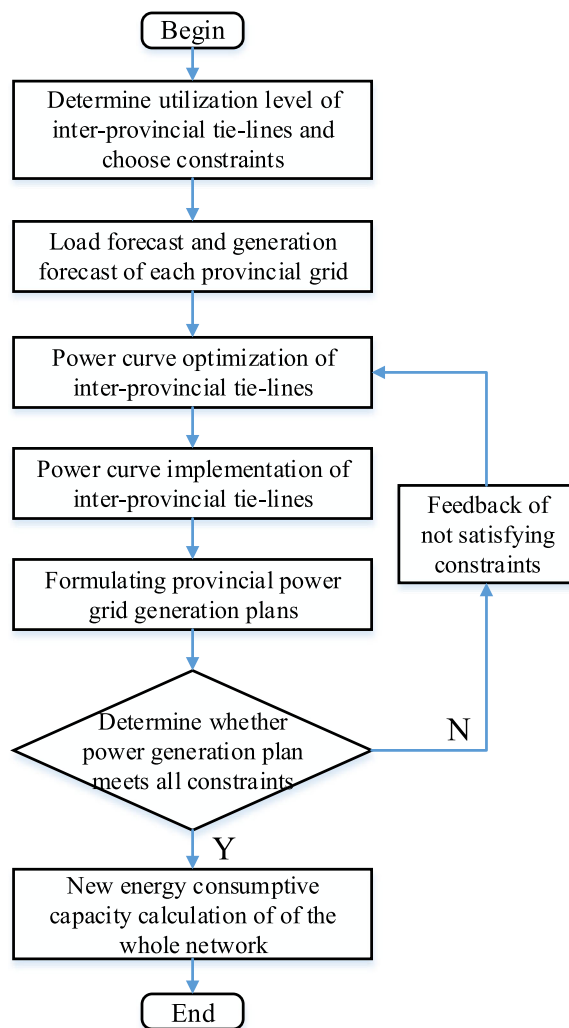 Begin
Determine utilization level of
inter-provincial tie-lines and
choose constraints
Load forecast and generation
forecast of each provincial grid
Power curve optimization of
inter-provincial tie-lines
Power curve implementation of
inter-provincial tie-lines
Feedback of
not satisfying
constraints
Formulating provincial power
grid generation plans
Determine whether
power generation plan
meets all constraints
N
Y
New energy consumptive
capacity calculation of of the
whole network
End